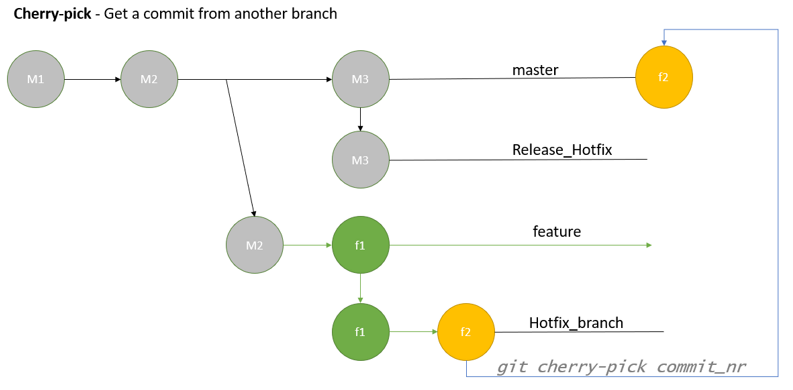 Cherry-pick - Get a commit from another branch
M1
M2
M3
master
f2
M3
Release_Hotfix
M2
f1
feature
f1
f2
Hotfix_branch
git cherry-pick commit_nr